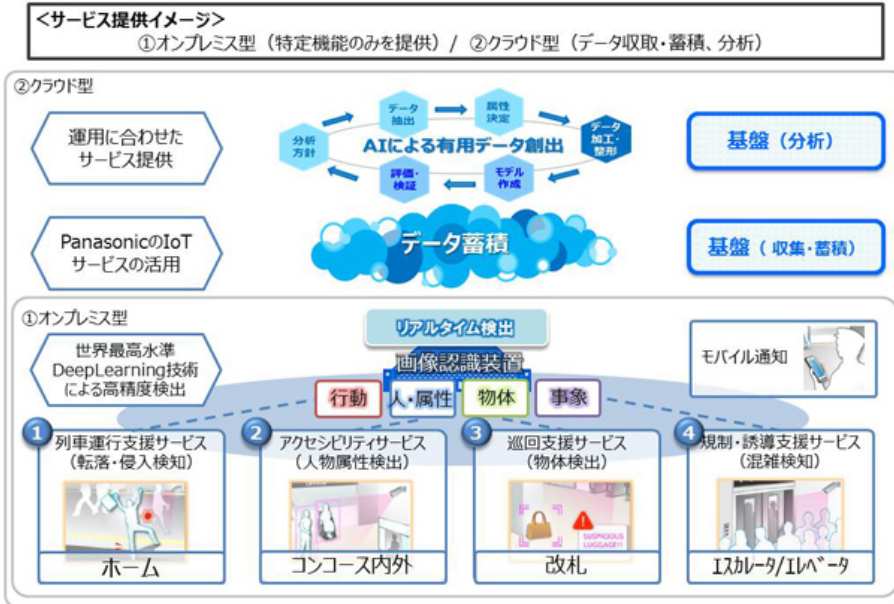 ＜サービス提供イメージ＞
①オンプレミス型（特定機能のみを提供）/ ②クラウド型（データ収取・蓄積、分析）
②クラウド型
運用に合わせた
サービス提供
データ
抽出
属性
決定
分析
方針
AIによる有用データ創出
データ
加工・
整形
評価・
検証
モデル
作成
基盤（分析）
PanasonicのIoT
サービスの活用
データ蓄積
基盤（ 収集・蓄積）
①オンプレミス型
リアルタイム検出
世界最高水準
DeepLearning技術
による高精度検出
画像認識装置
モバイル通知
行動
人・属性
物体
事象
1
列車運行支援サービス
（転落・侵入検知）
ホーム
2
アクセシビリティサービス
（人物属性検出）
コンコース内外
3
巡回支援サービス
（物体検出）
SUSPICIOUS
LUGGAGE!!
改札
4
規制・誘導支援サービス
（混雑検知）
ｴｽｶﾚｰﾀ/ｴﾚﾍﾞｰﾀ